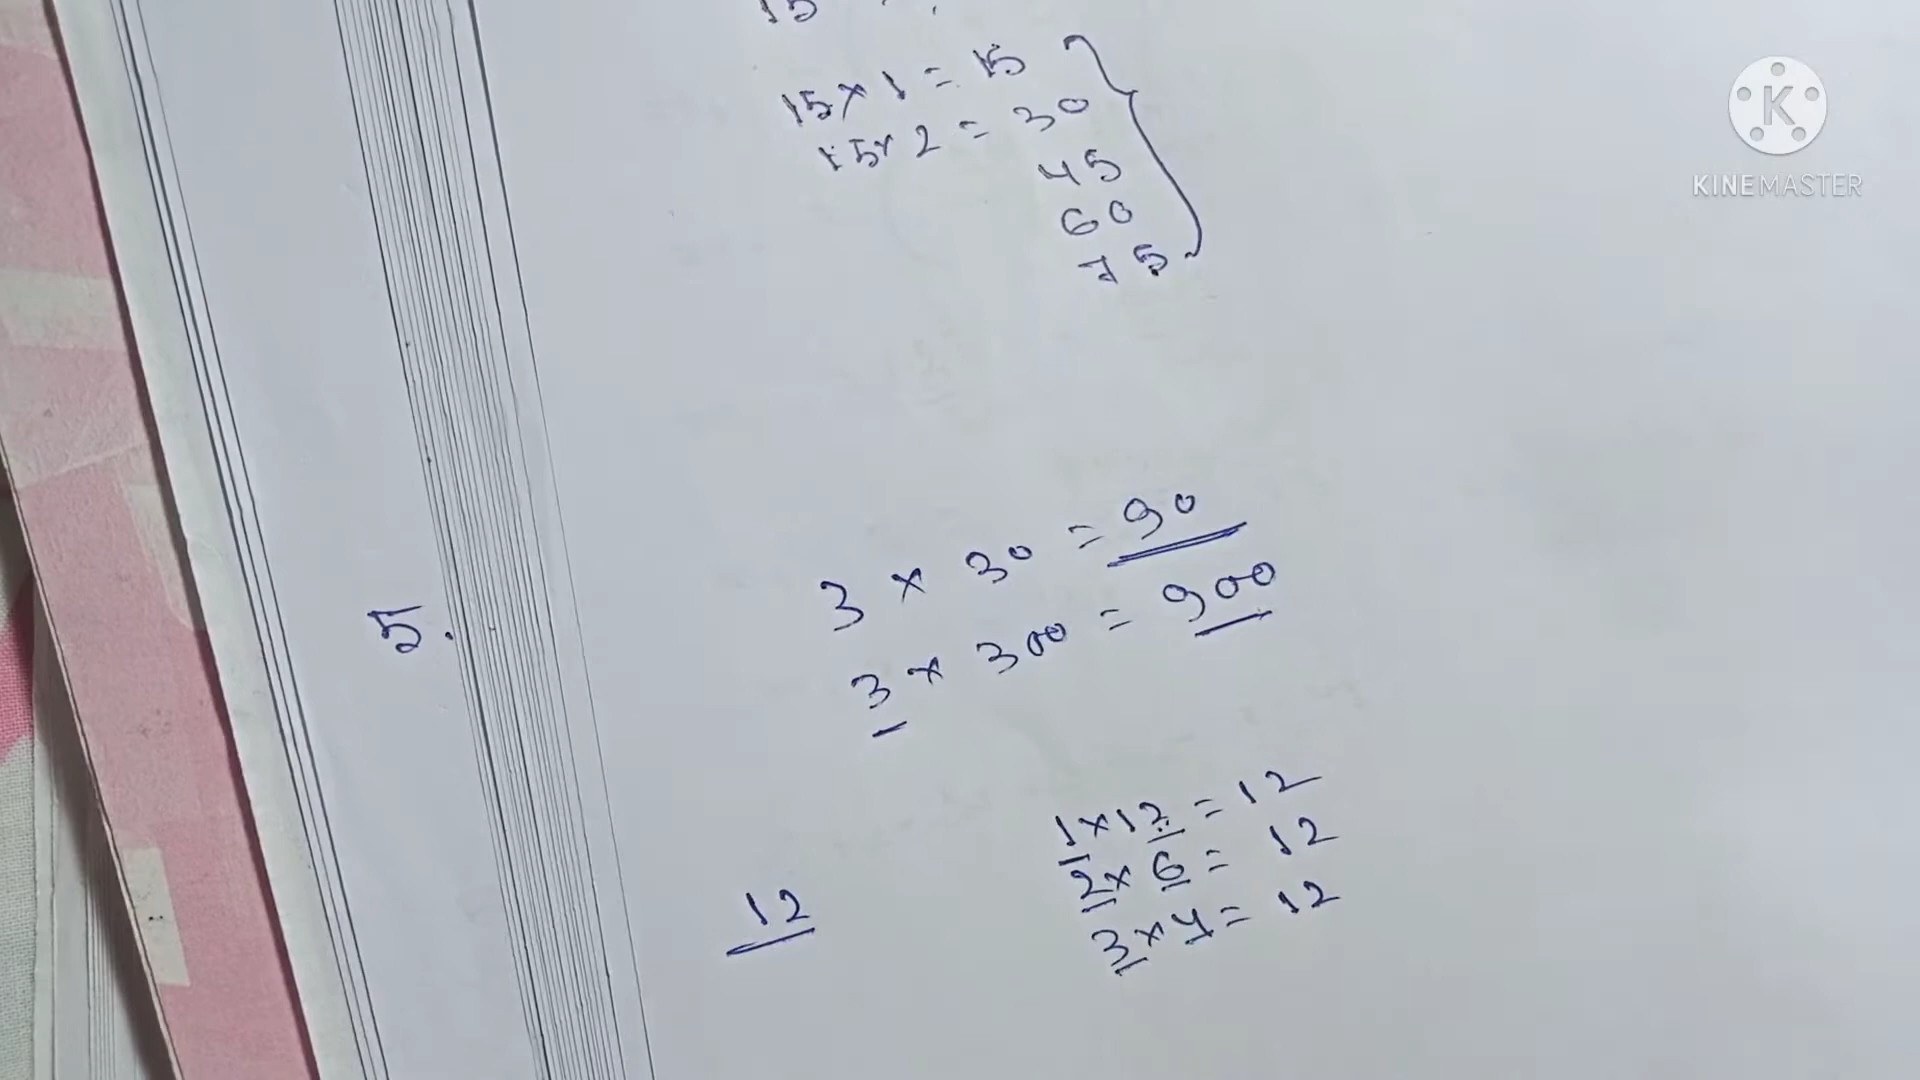 15
15 x 1 = 15
15 x 2 = 30
45
60
75
5.
3 x 30 = 90
3 x 300 = 900
12
1 x 12 = 12
2 x 6 = 12
3 x 4 = 12
K
KINEMASTER